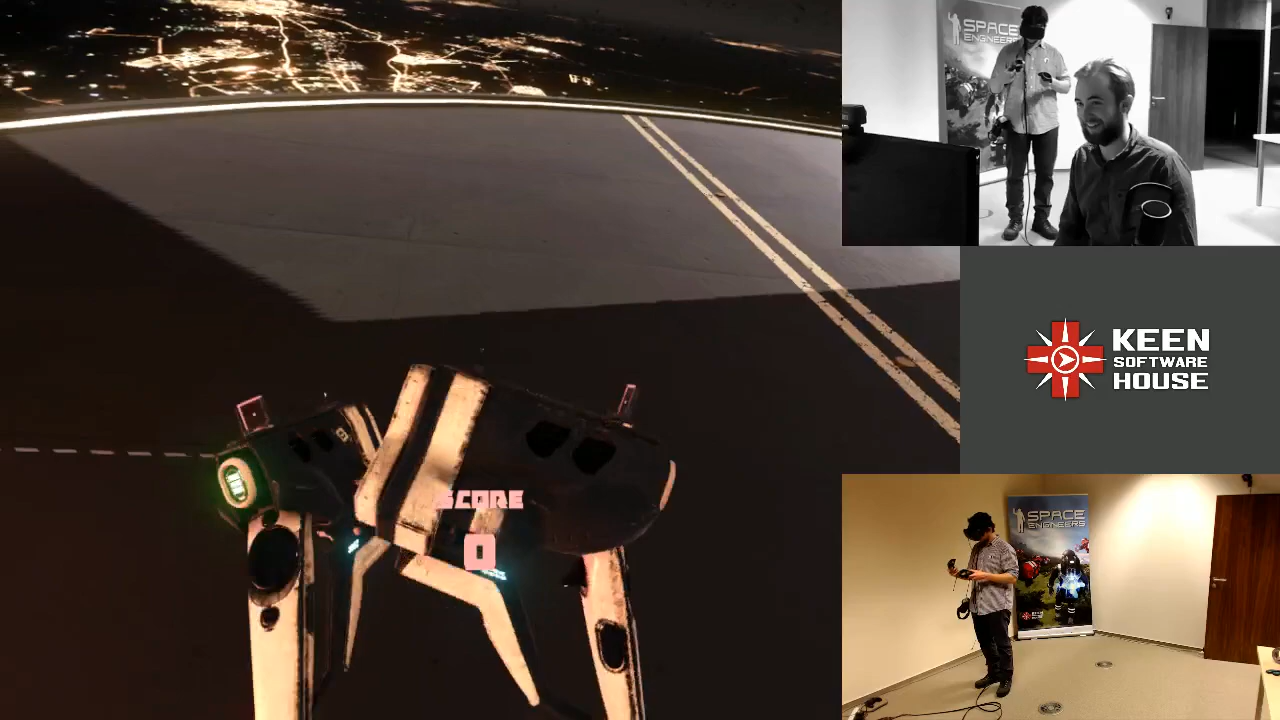 SPACE
ENGINEERS
KEEN
SOFTWARE
HOUSE
SCORE
0
SPACE
ENGINEERS